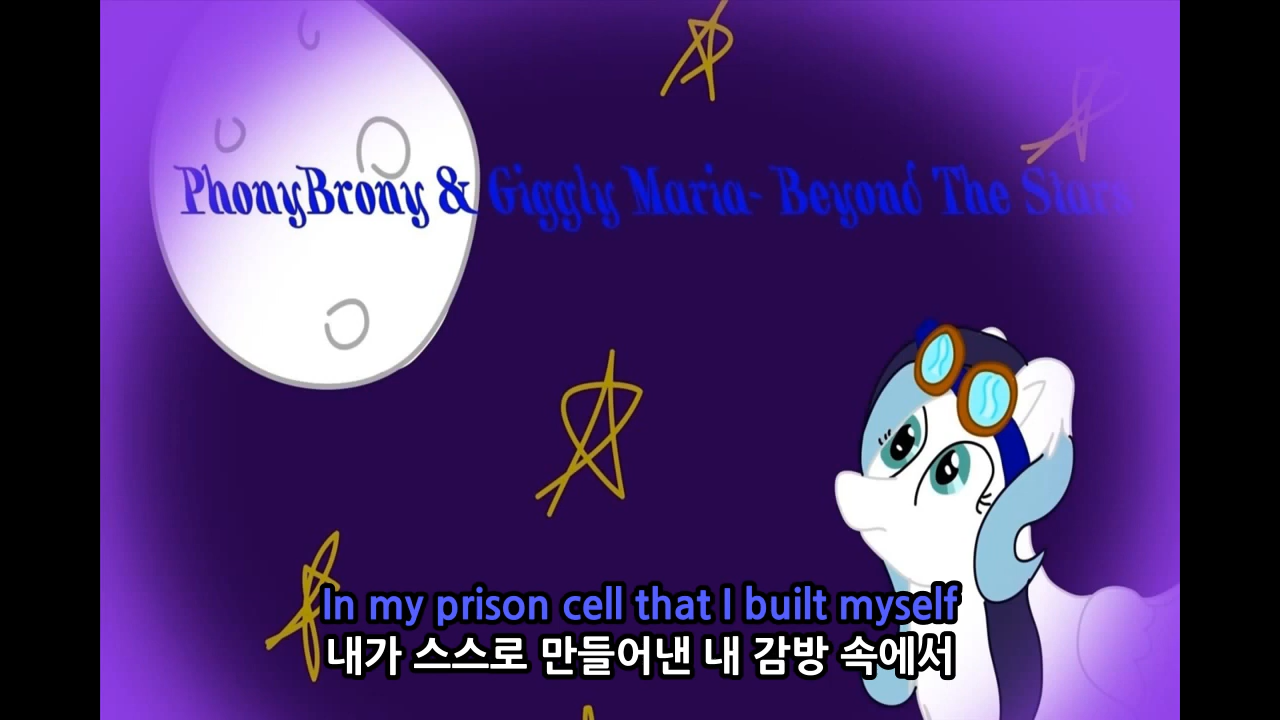 PhonyBrony & Giggly Maria- Beyond The Stars
In my prison cell that I built myself
내가 스스로 만들어낸 내 감방 속에서